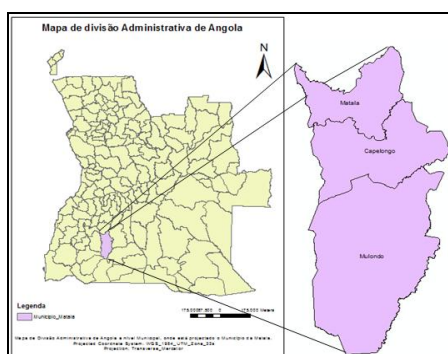 Mapa de divisão Administrativa de Angola
N
Matala
Capelongo
Mulondo
Legenda
Município_Matala
Mapa de Divisão Administrativa de Angola a nível Municipal, onde está projectado o Município da Matala.
Projected Coordinate System: WGS_1984_UTM_Zone_33s
Projection: Transverse_Mercator